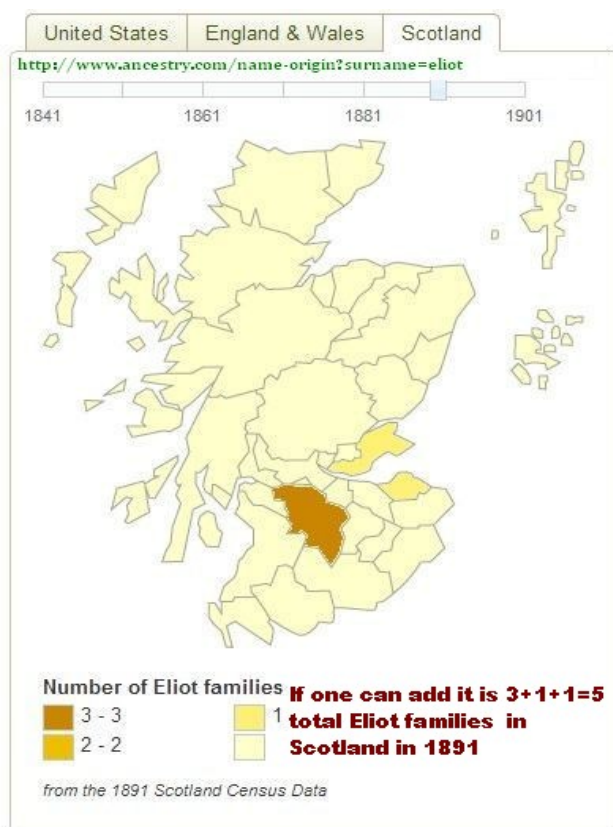 United States England & Wales Scotland
http://www.ancestry.com/name-origin?surname=eliot
1841 1861 1881 1901
Number of Eliot families
3 - 3 1
2 - 2
If one can add it is 3+1+1=5
total Eliot families in
Scotland in 1891
from the 1891 Scotland Census Data